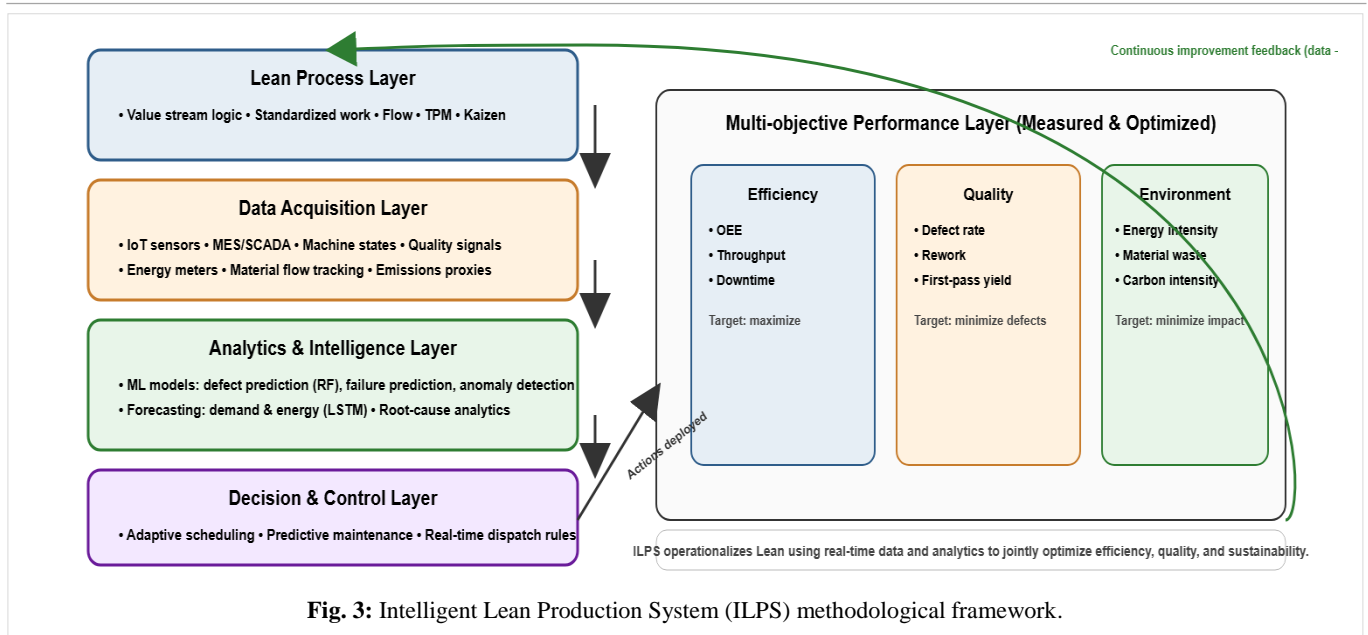 Continuous improvement feedback (data -
Lean Process Layer
• Value stream logic • Standardized work • Flow • TPM • Kaizen
Data Acquisition Layer
• IoT sensors • MES/SCADA • Machine states • Quality signals
• Energy meters • Material flow tracking • Emissions proxies
Analytics & Intelligence Layer
• ML models: defect prediction (RF), failure prediction, anomaly detection
• Forecasting: demand & energy (LSTM) • Root-cause analytics
Decision & Control Layer
• Adaptive scheduling • Predictive maintenance • Real-time dispatch rules
Actions deployed
Multi-objective Performance Layer (Measured & Optimized)
Efficiency
• OEE
• Throughput
• Downtime
Target: maximize
Quality
• Defect rate
• Rework
• First-pass yield
Target: minimize defects
Environment
• Energy intensity
• Material waste
• Carbon intensity
Target: minimize impact
ILPS operationalizes Lean using real-time data and analytics to jointly optimize efficiency, quality, and sustainability.
Fig. 3: Intelligent Lean Production System (ILPS) methodological framework.